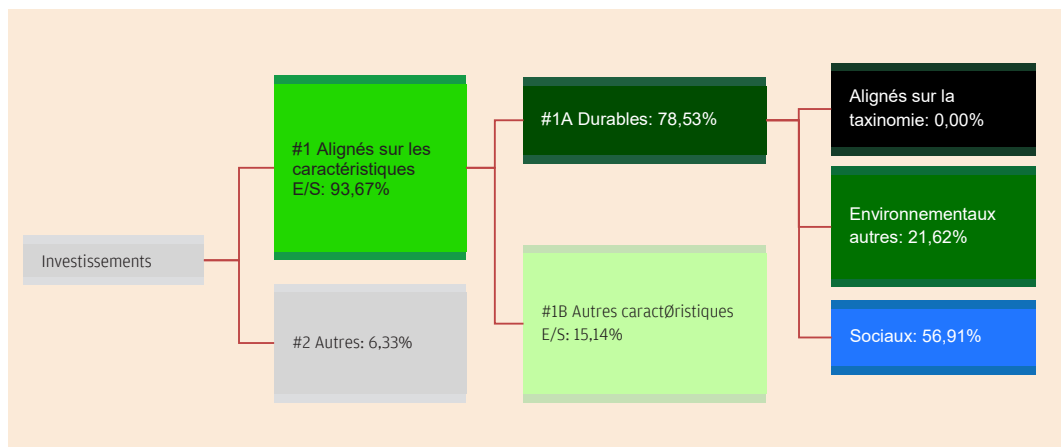 Investissements
#1 Alignés sur les
caractéristiques
E/S: 93,67%
#2 Autres: 6,33%
#1A Durables: 78,53%
#1B Autres caractØristiques
E/S: 15,14%
Alignés sur la
taxinomie: 0,00%
Environnementaux
autres: 21,62%
Sociaux: 56,91%